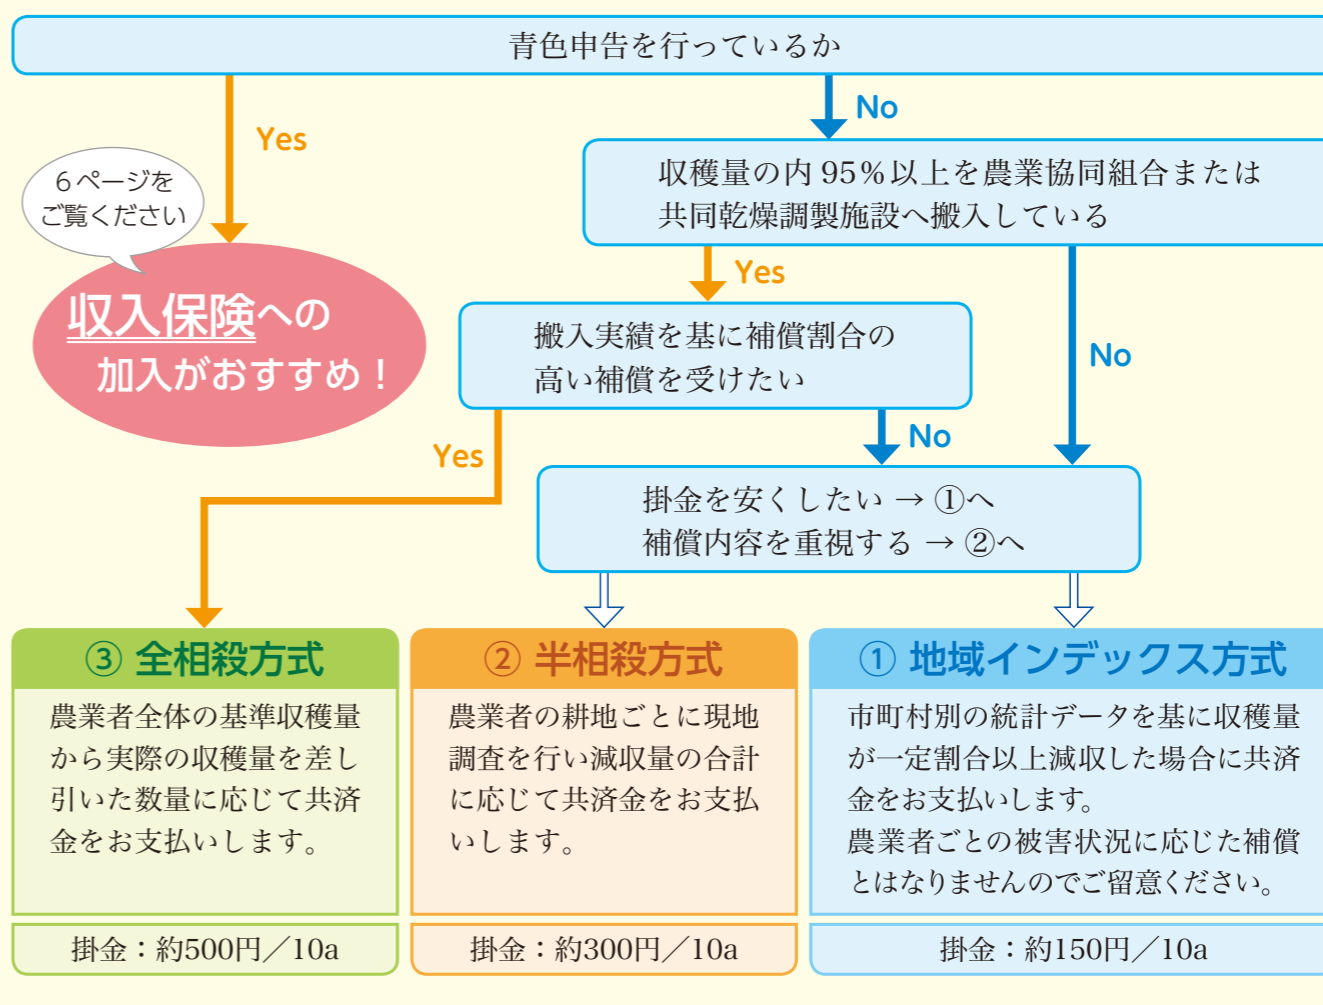 青色申告を行っているか
Yes
No
6ページを
ご覧ください
収入保険への
加入がおすすめ！
収穫量の内 95％以上を農業協同組合または
共同乾燥調製施設へ搬入している
Yes
No
搬入実績を基に補償割合の
高い補償を受けたい
Yes
No
掛金を安くしたい → ①へ
補償内容を重視する → ②へ
③ 全相殺方式
農業者全体の基準収穫量
から実際の収穫量を差し
引いた数量に応じて共済
金をお支払いします。
掛金：約500円／10a
② 半相殺方式
農業者の耕地ごとに現地
調査を行い減収量の合計
に応じて共済金をお支払
いします。
掛金：約300円／10a
① 地域インデックス方式
市町村別の統計データを基に収穫量
が一定割合以上減収した場合に共済
金をお支払いします。
農業者ごとの被害状況に応じた補償
とはなりませんのでご留意ください。
掛金：約150円／10a